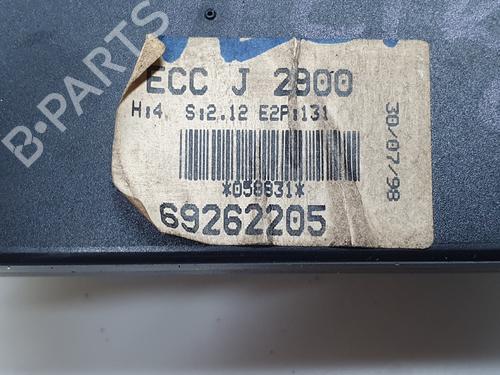 ECC J 2900
H:4 S:2.12 E2P:131
*058831*
69262205
30/07/98
B-PARTS